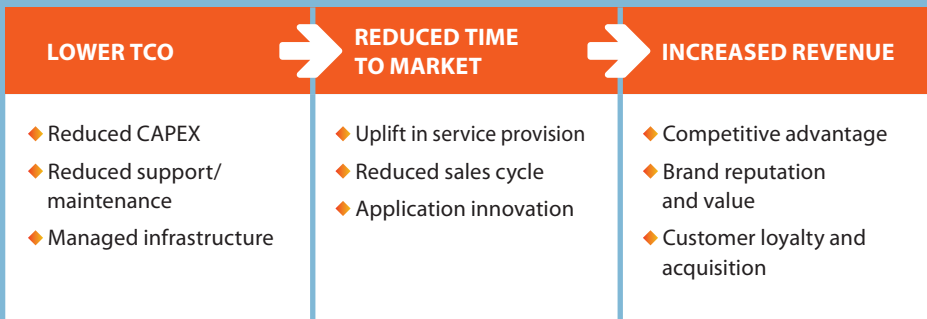 LOWER TCO
Reduced CAPEX
Reduced support/
maintenance
Managed infrastructure
REDUCED TIME
TO MARKET
Uplift in service provision
Reduced sales cycle
Application innovation
INCREASED REVENUE
Competitive advantage
Brand reputation
and value
Customer loyalty and
acquisition